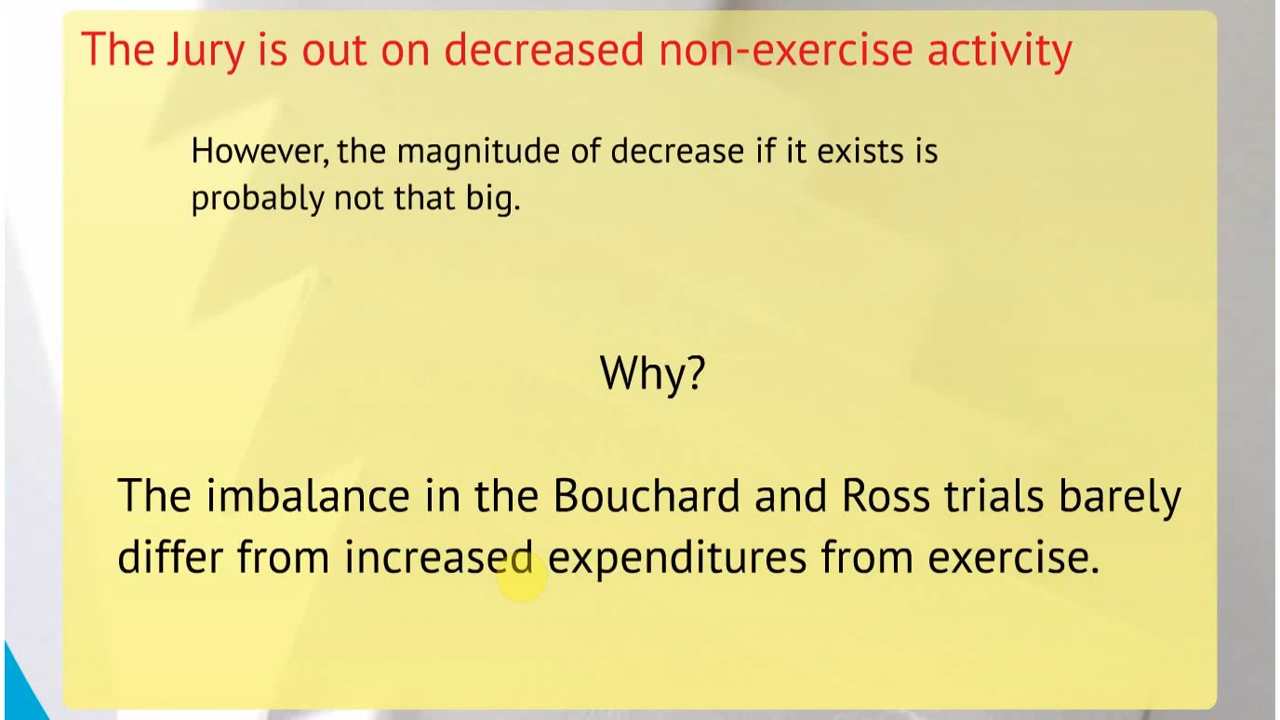 The Jury is out on decreased non-exercise activity
However, the magnitude of decrease if it exists is
probably not that big.
Why?
The imbalance in the Bouchard and Ross trials barely
differ from increased expenditures from exercise.